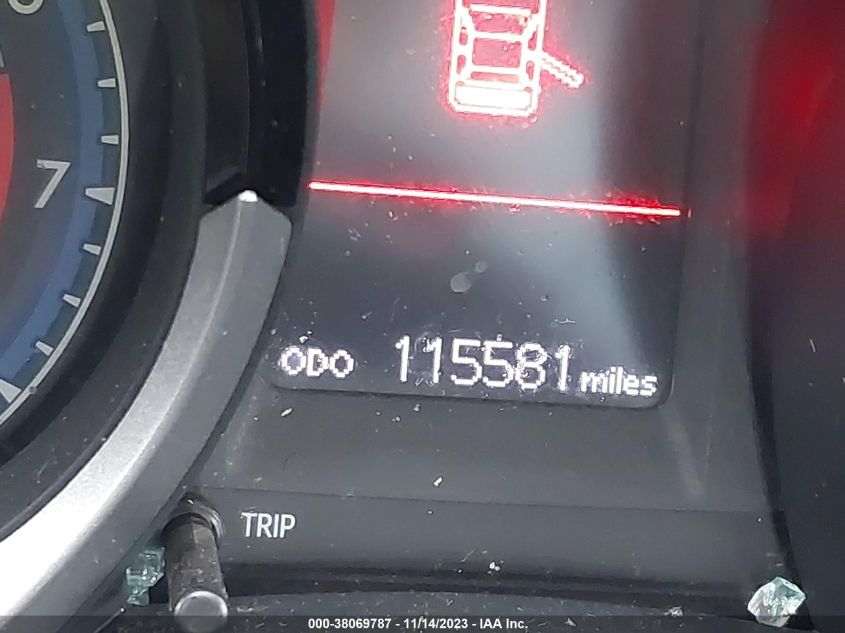 7
ODO 115581 miles
TRIP
000-38069787 - 11/14/2023 - IAA Inc.